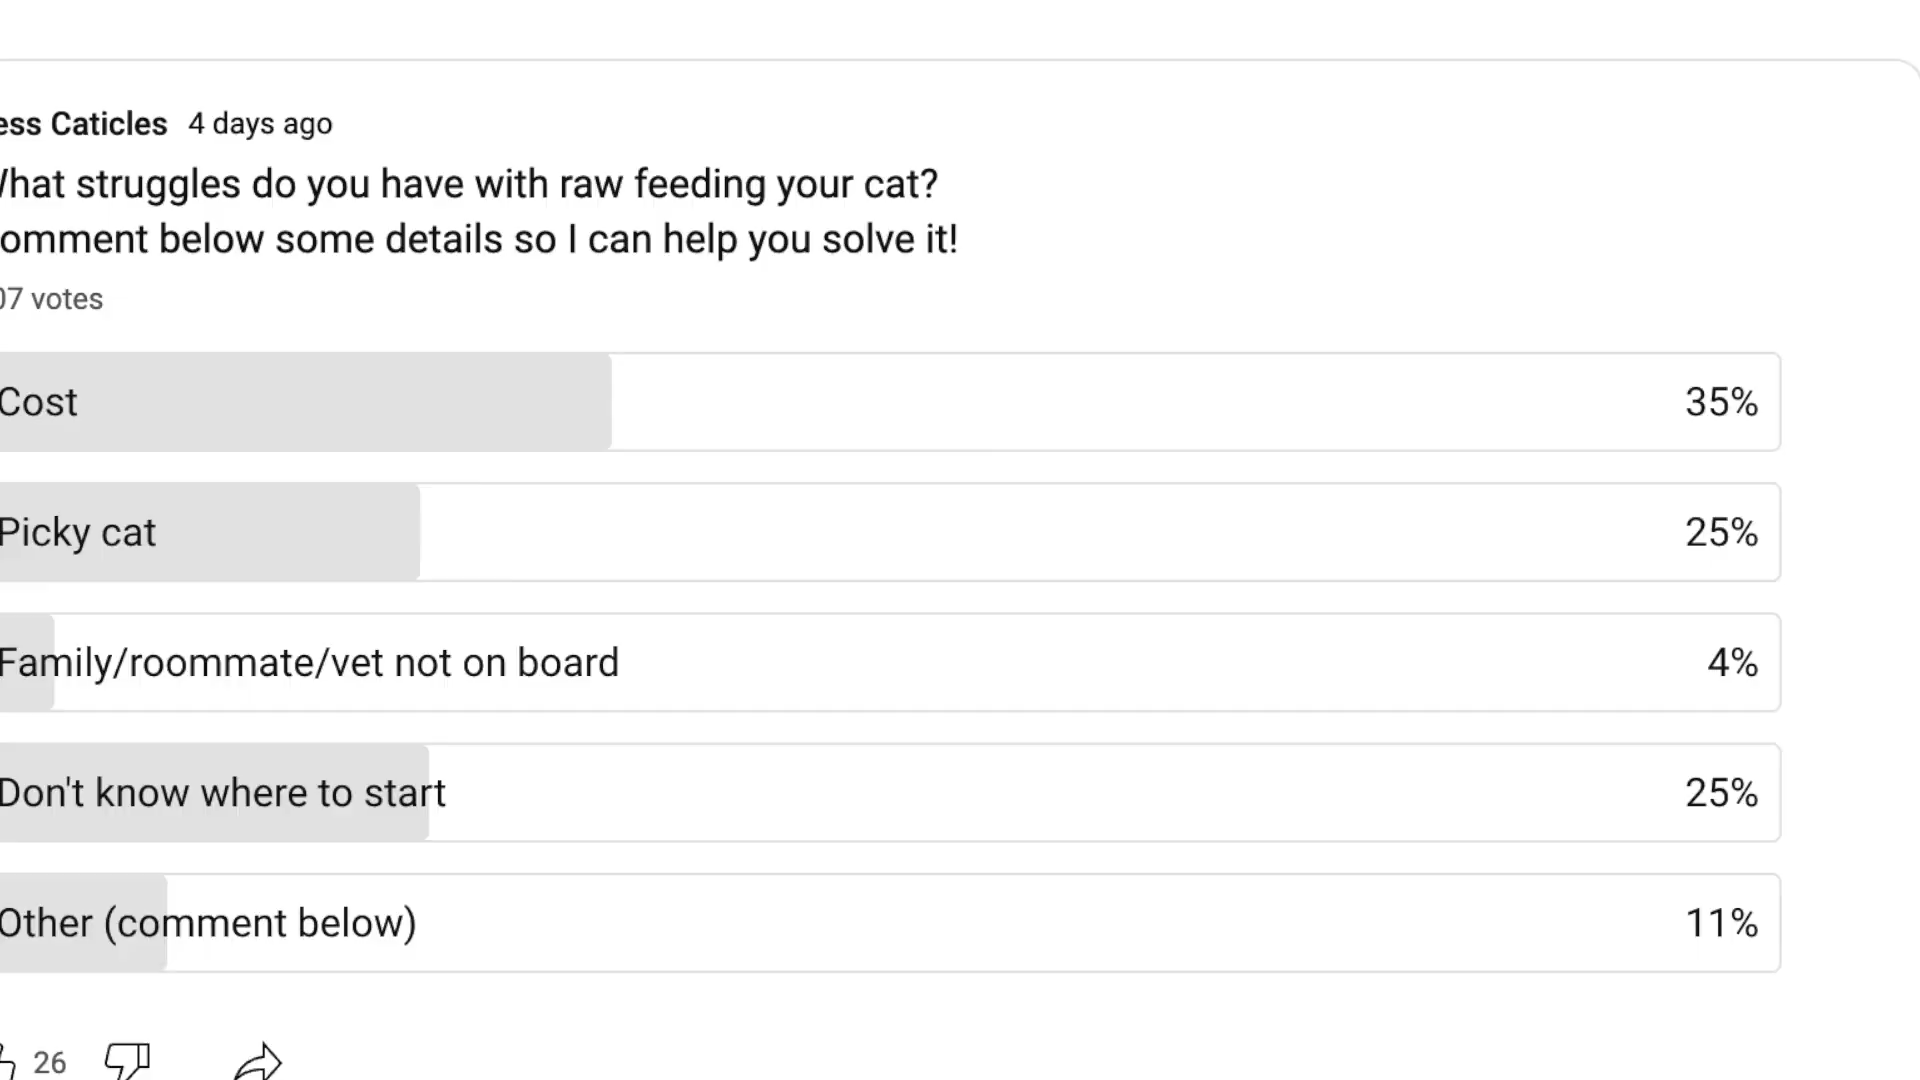 ess Caticles 4 days ago
What struggles do you have with raw feeding your cat?
omment below some details so I can help you solve it!
07 votes
Cost 35%
Picky cat 25%
Family/roommate/vet not on board 4%
Don't know where to start 25%
Other (comment below) 11%
26